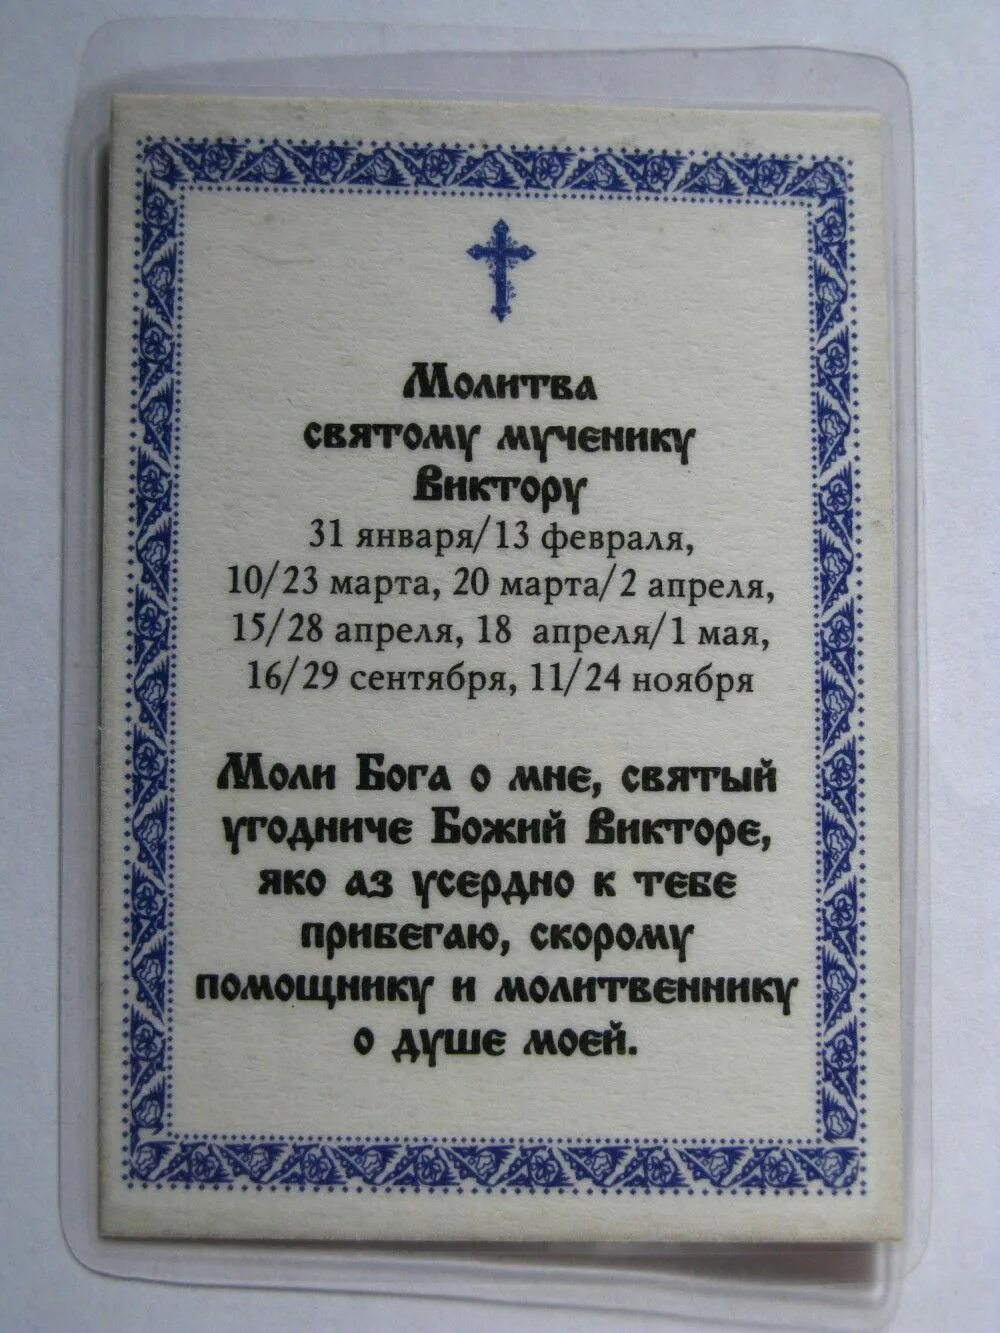 Молитва
святому мученику
Виктору
31 января/13 февраля,
10/23 марта, 20 марта/2 апреля,
15/28 апреля, 18 апреля/1 мая,
16/29 сентября, 11/24 ноября
Моли Бога о мне, святый
угодниче Божий Викторе,
яко аз усердно к тебе
прибегаю, скорому
помощнику и молитвеннику
о душе моей.